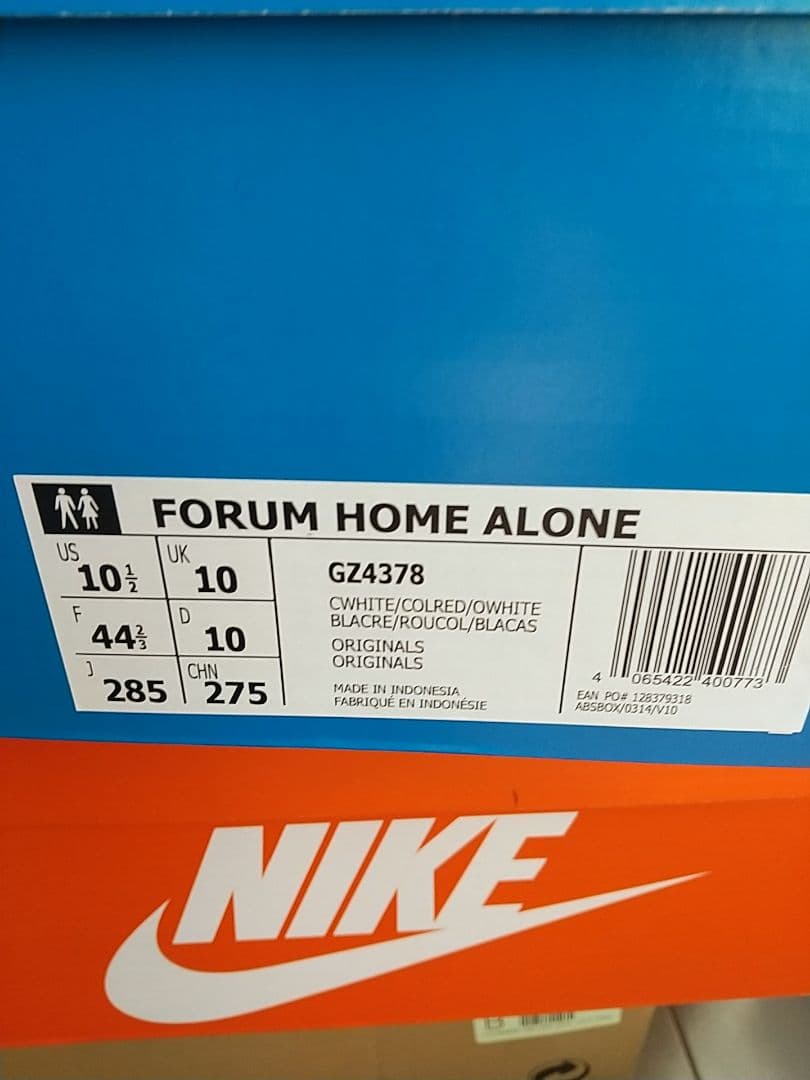 FORUM HOME ALONE
US 10½ UK 10
F 44⅔ D 10
J 285 CHN 275
GZ4378
CWHITE/COLRED/OWHITE
BLACRE/ROUCOL/BLACAS
ORIGINALS
ORIGINALS
MADE IN INDONESIA
FABRIQUÉ EN INDONÉSIE
4 065422 400773
EAN PO# 128379318
ABSBOX/0314/V10
NIKE